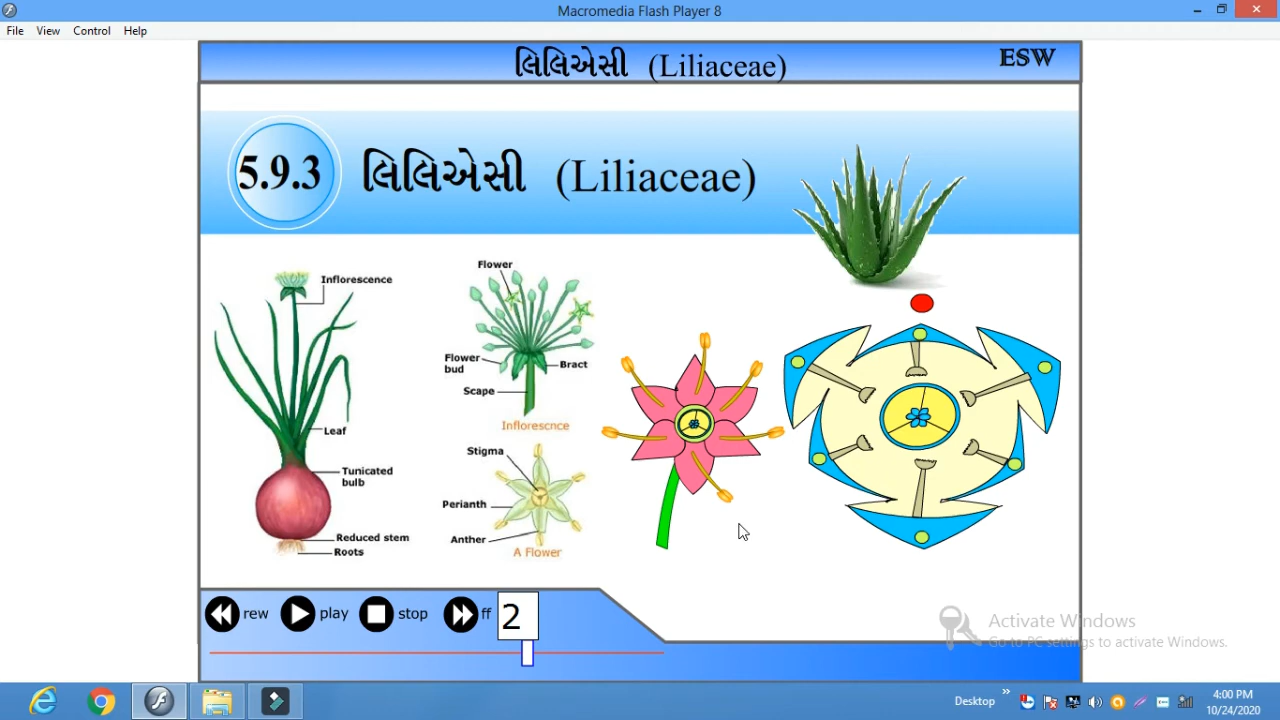 Macromedia Flash Player 8
File View Control Help
લિલિએસી (Liliaceae)
ESW
5.9.3
લિલિએસી (Liliaceae)
Inflorescence
Leaf
Tunicated
bulb
Reduced stem
Roots
Flower
Flower
bud
Bract
Scape
Inflorescnce
Stigma
Perianth
Anther
A Flower
rew play stop ff 2
Activate Windows
Go to PC settings to activate Windows.
Desktop
4:00 PM
10/24/2020